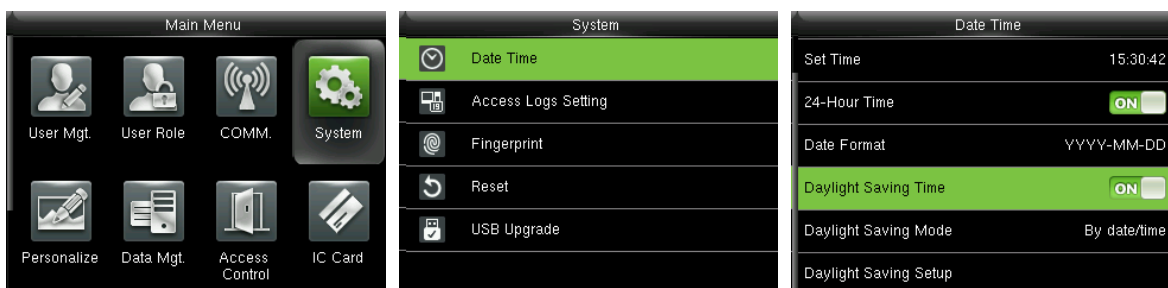 Main Menu
User Mgt.
User Role
COMM.
System
Personalize
Data Mgt.
Access
Control
IC Card
System
Date Time
Access Logs Setting
Fingerprint
Reset
USB Upgrade
Date Time
Set Time 15:30:42
24-Hour Time ON
Date Format YYYY-MM-DD
Daylight Saving Time ON
Daylight Saving Mode By date/time
Daylight Saving Setup